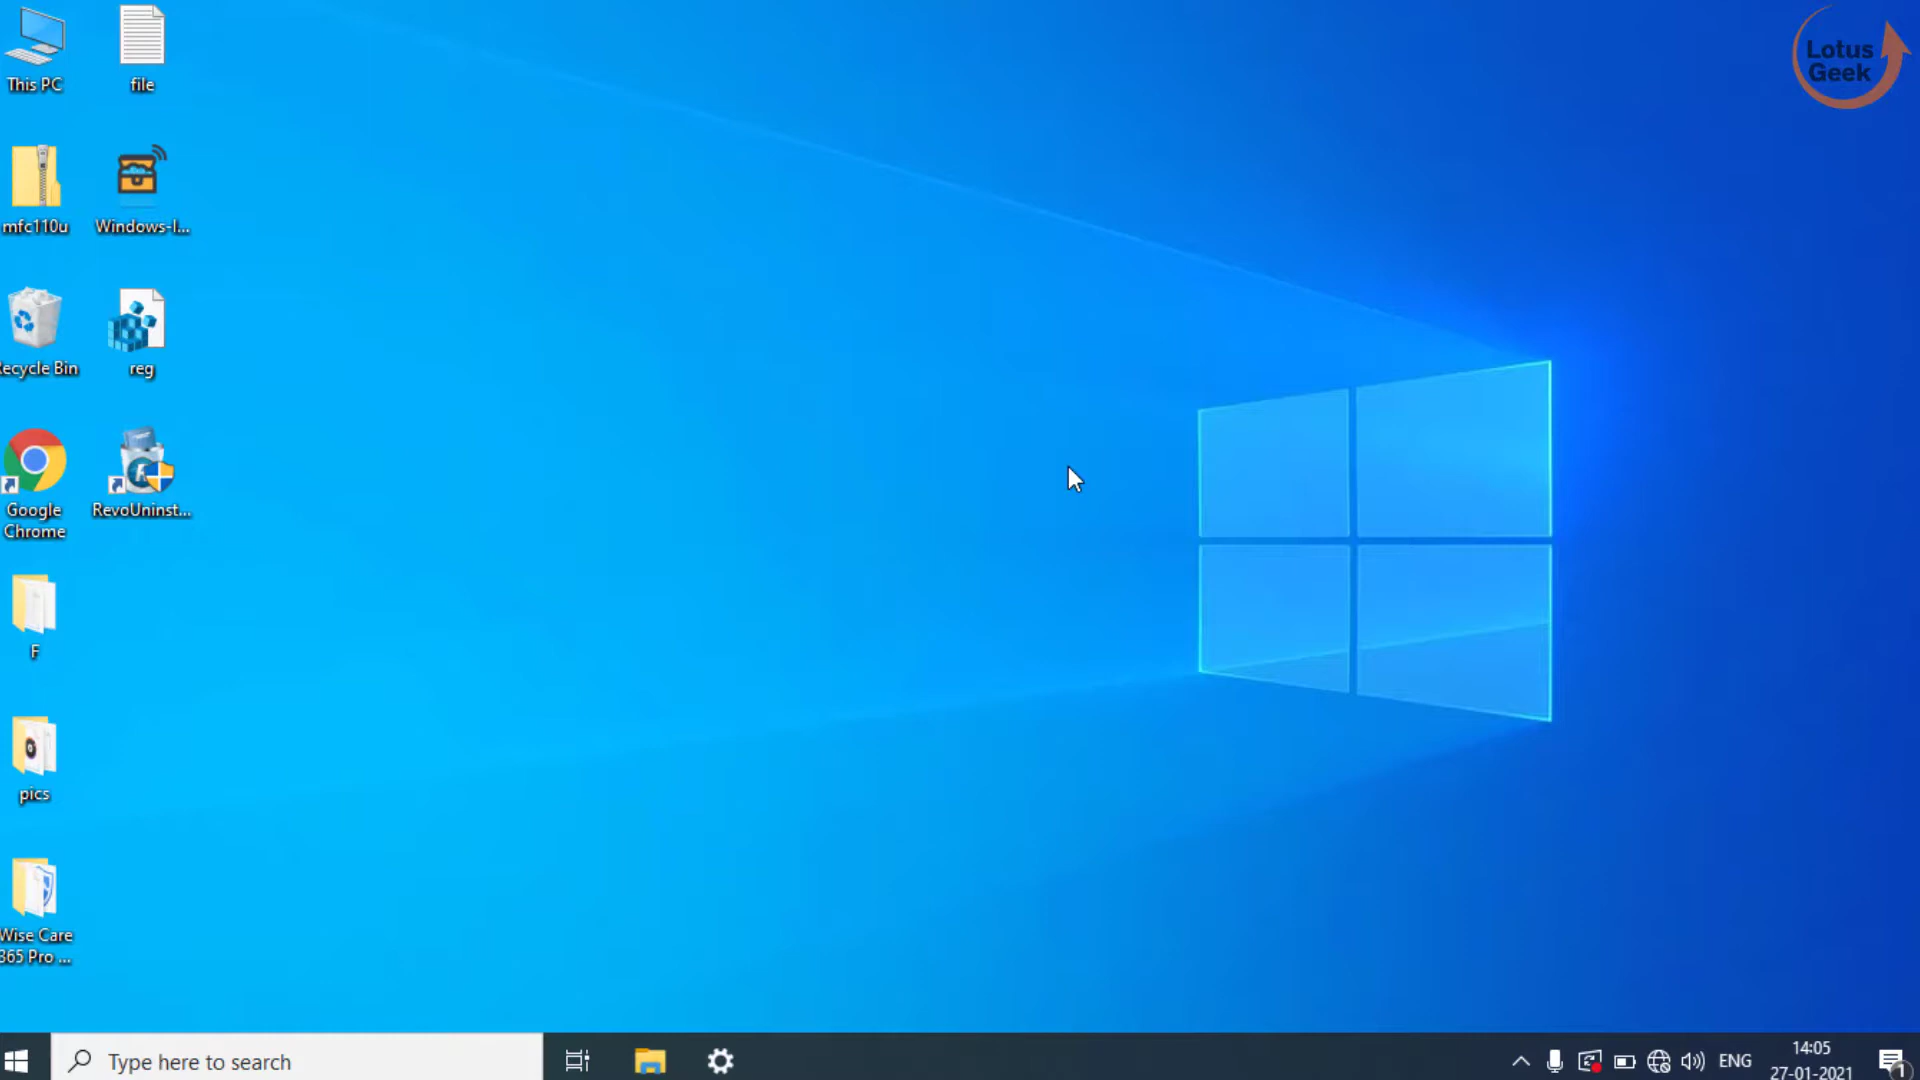 This PC
file
Lotus
Geek
mfc110u
Windows-I...
Recycle Bin
reg
Google
Chrome
RevoUninst...
F
pics
Wise Care
365 Pro ...
Type here to search
ENG
14:05
27-01-2021
1